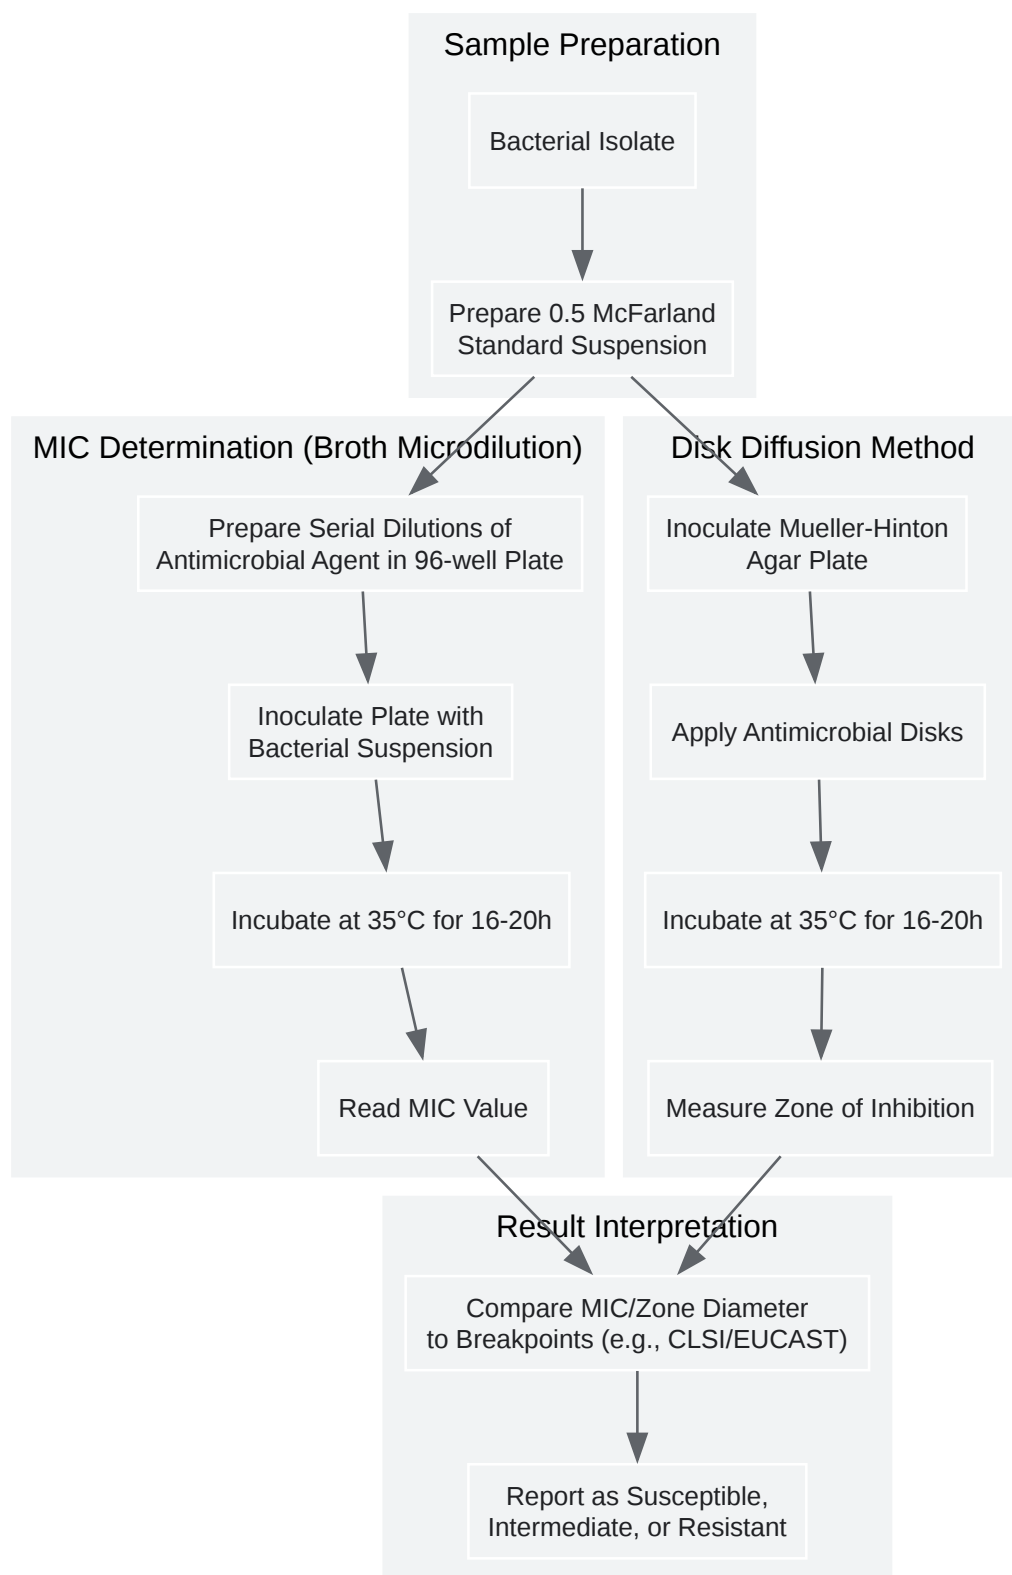 Sample Preparation
Bacterial Isolate
Prepare 0.5 McFarland
Standard Suspension
MIC Determination (Broth Microdilution)
Prepare Serial Dilutions of
Antimicrobial Agent in 96-well Plate
Inoculate Plate with
Bacterial Suspension
Incubate at 35°C for 16-20h
Read MIC Value
Disk Diffusion Method
Inoculate Mueller-Hinton
Agar Plate
Apply Antimicrobial Disks
Incubate at 35°C for 16-20h
Measure Zone of Inhibition
Result Interpretation
Compare MIC/Zone Diameter
to Breakpoints (e.g., CLSI/EUCAST)
Report as Susceptible,
Intermediate, or Resistant